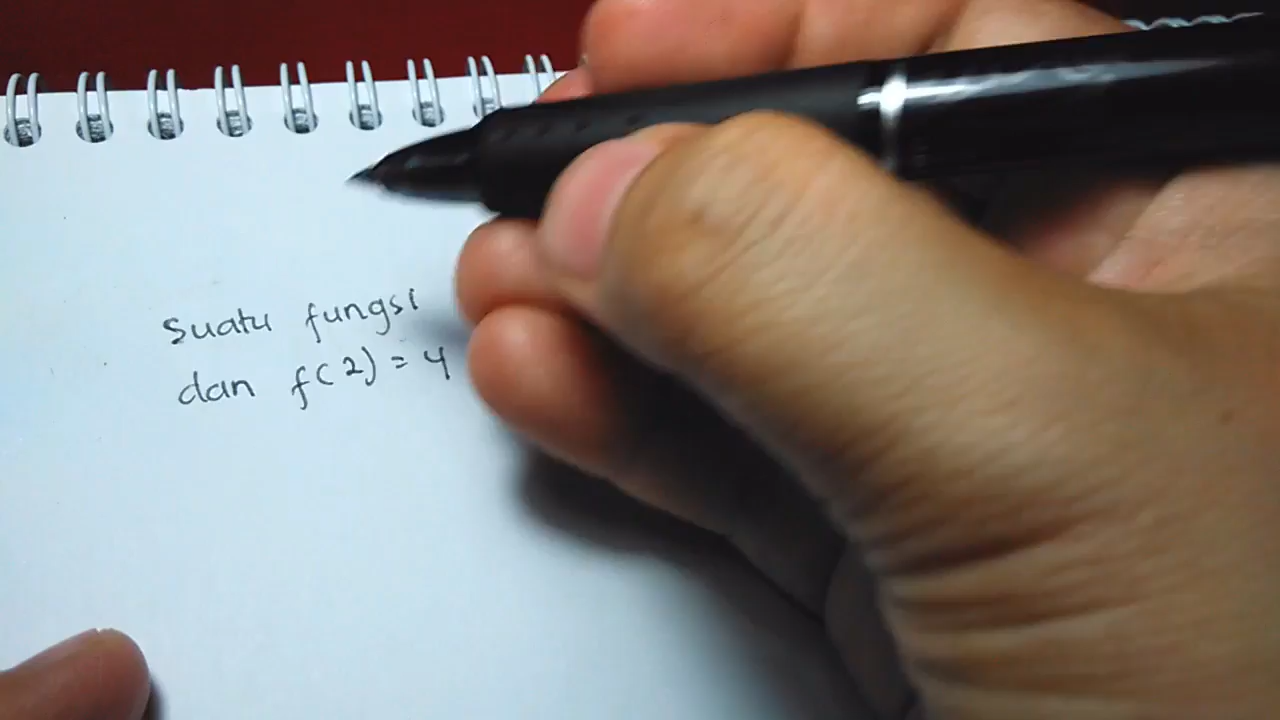 Suatu fungsi
dan f(2) = 4